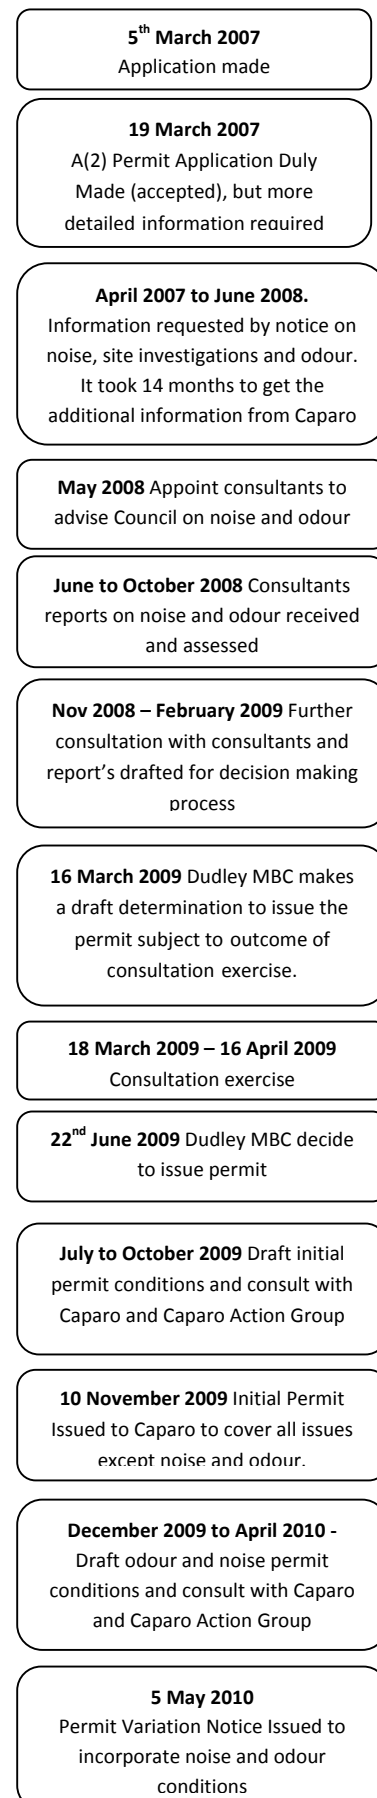 5th March 2007
Application made
19 March 2007
A(2) Permit Application Duly
Made (accepted), but more
detailed information required
April 2007 to June 2008.
Information requested by notice on
noise, site investigations and odour.
It took 14 months to get the
additional information from Caparo
May 2008 Appoint consultants to
advise Council on noise and odour
June to October 2008 Consultants
reports on noise and odour received
and assessed
Nov 2008 – February 2009 Further
consultation with consultants and
report’s drafted for decision making
process
16 March 2009 Dudley MBC makes
a draft determination to issue the
permit subject to outcome of
consultation exercise.
18 March 2009 – 16 April 2009
Consultation exercise
22nd June 2009 Dudley MBC decide
to issue permit
July to October 2009 Draft initial
permit conditions and consult with
Caparo and Caparo Action Group
10 November 2009 Initial Permit
Issued to Caparo to cover all issues
except noise and odour.
December 2009 to April 2010 -
Draft odour and noise permit
conditions and consult with Caparo
and Caparo Action Group
5 May 2010
Permit Variation Notice Issued to
incorporate noise and odour
conditions